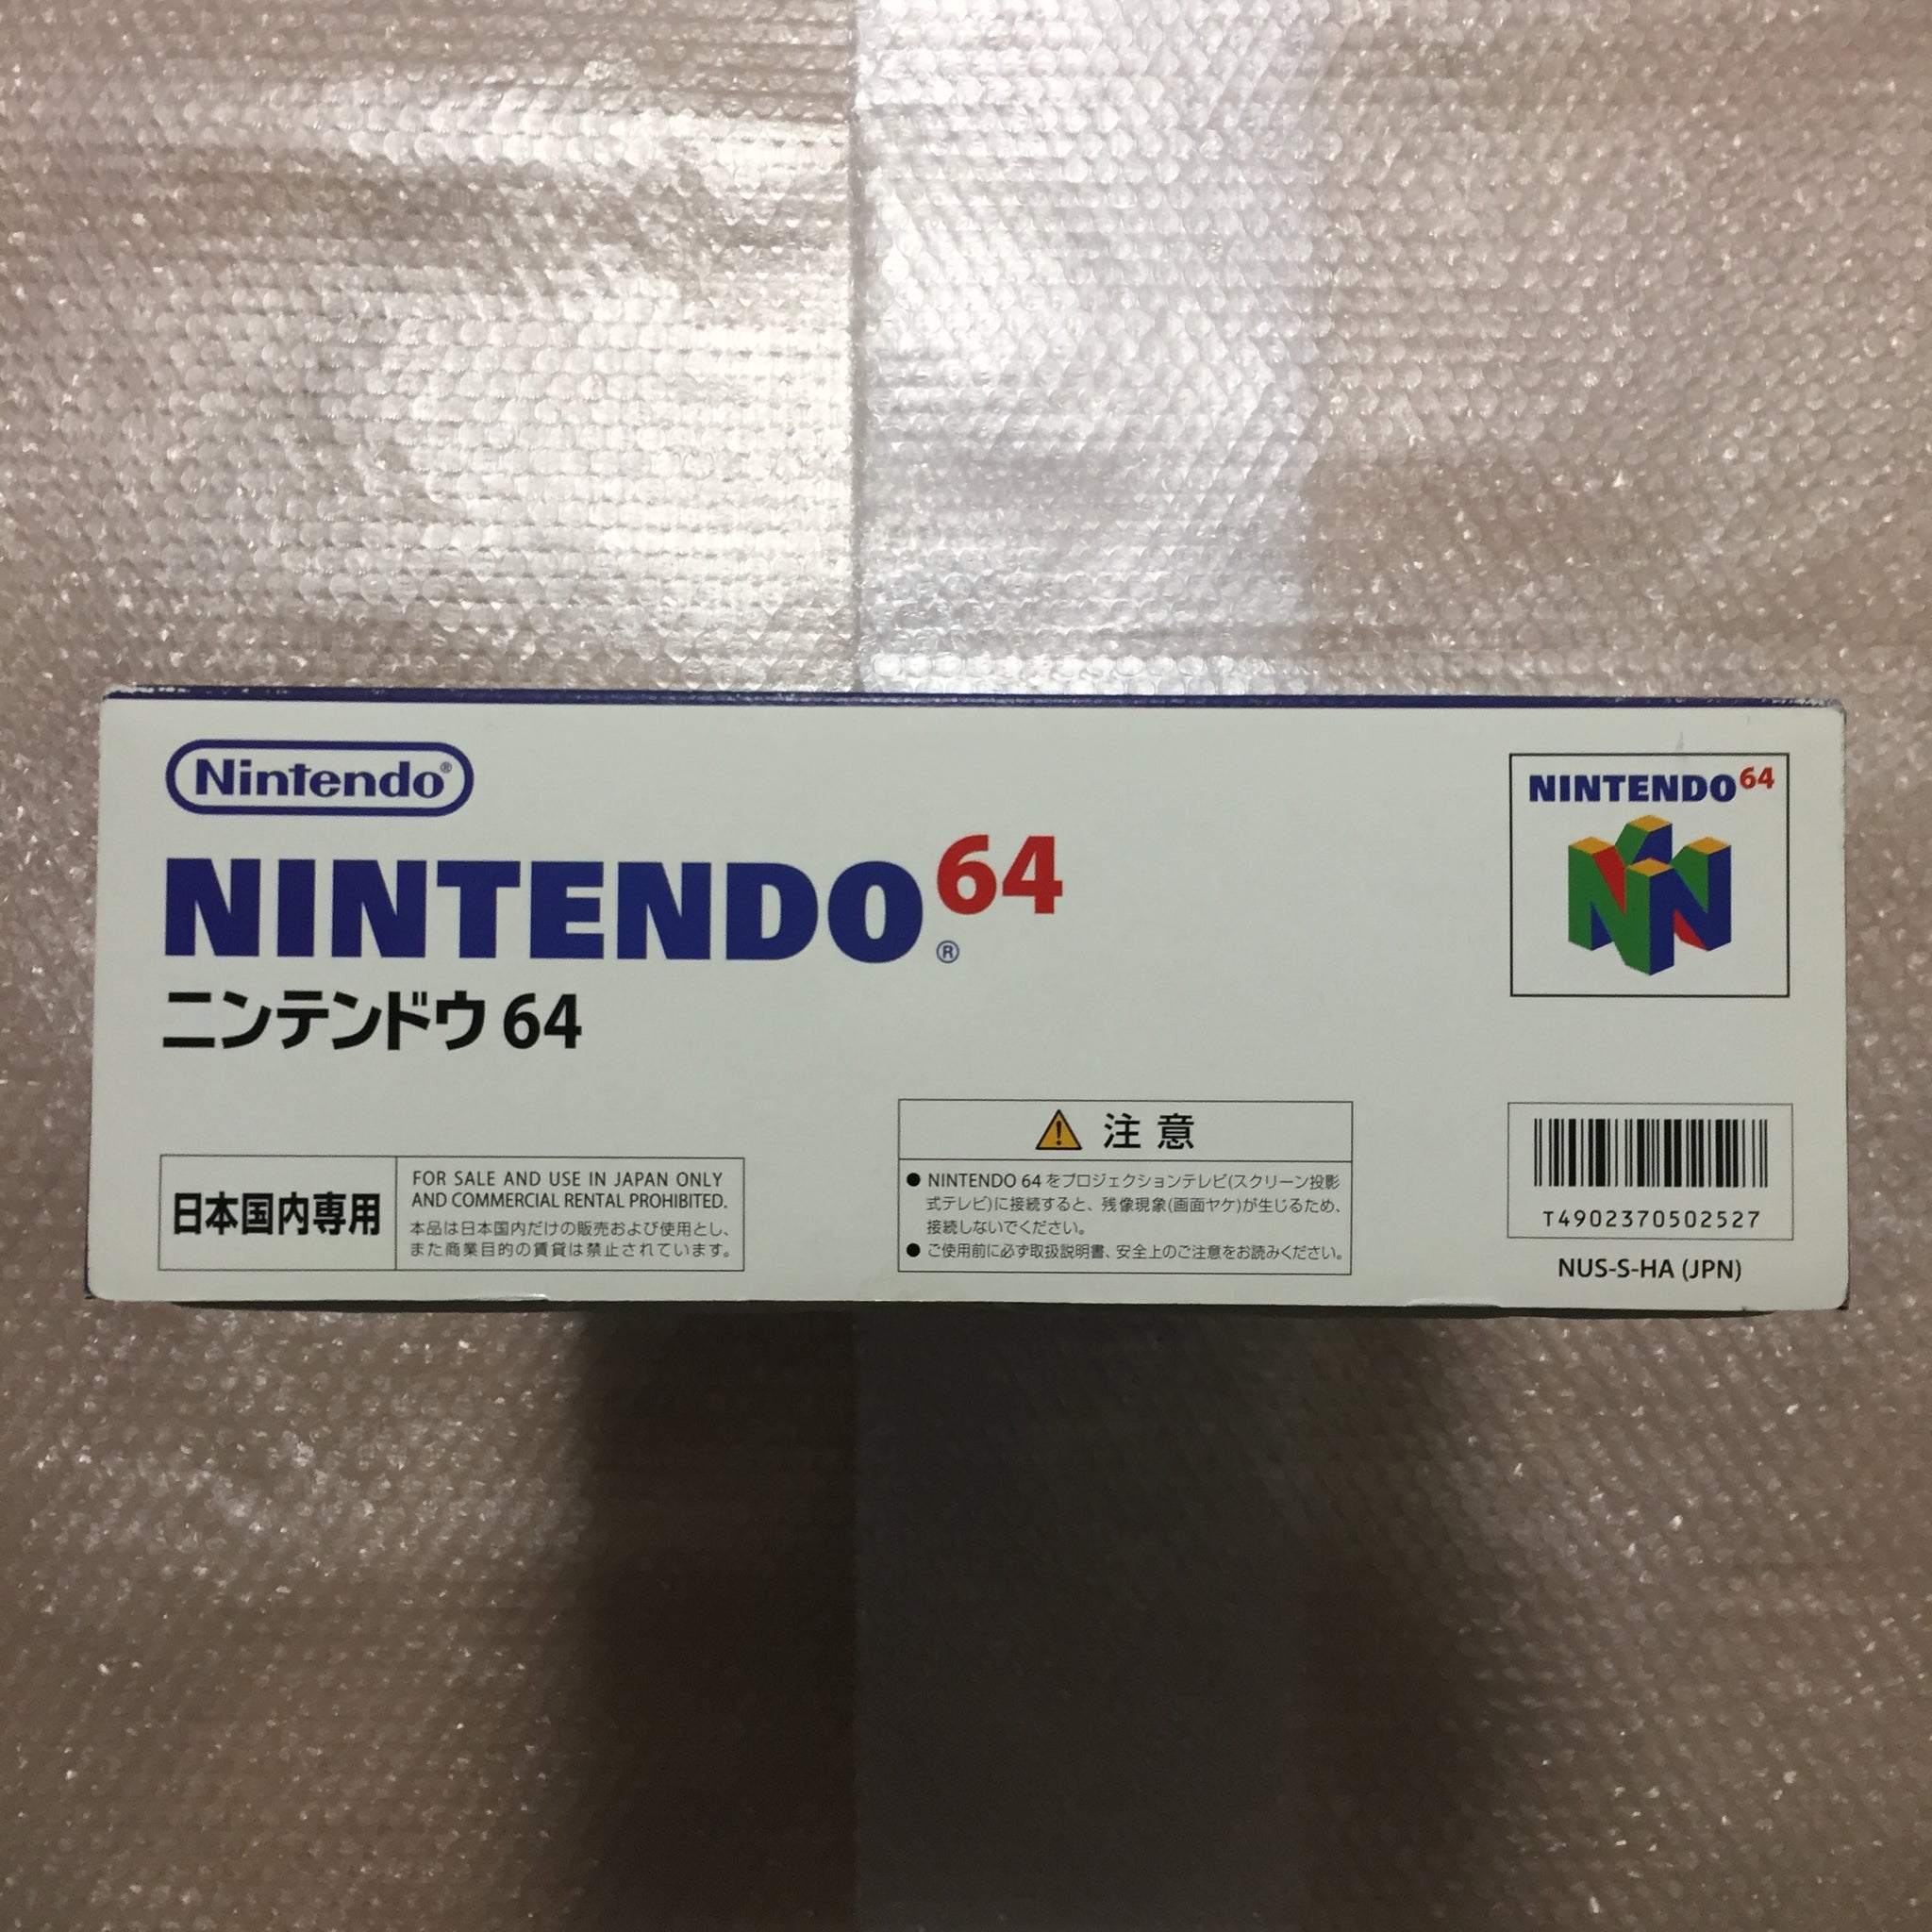 Nintendo®
NINTENDO64®
ニンテンドウ64
NINTENDO64
日本国内専用
FOR SALE AND USE IN JAPAN ONLY
AND COMMERCIAL RENTAL PROHIBITED.
本品は日本国内だけの販売および使用とし、
また商業目的の賃貸は禁止されています。
注意
● NINTENDO 64をプロジェクションテレビ(スクリーン投影
式テレビ)に接続すると、残像現象(画面ヤケ)が生じるため、
接続しないでください。
● ご使用前に必ず取扱説明書、安全上のご注意をお読みください。
T4902370502527
NUS-S-HA (JPN)